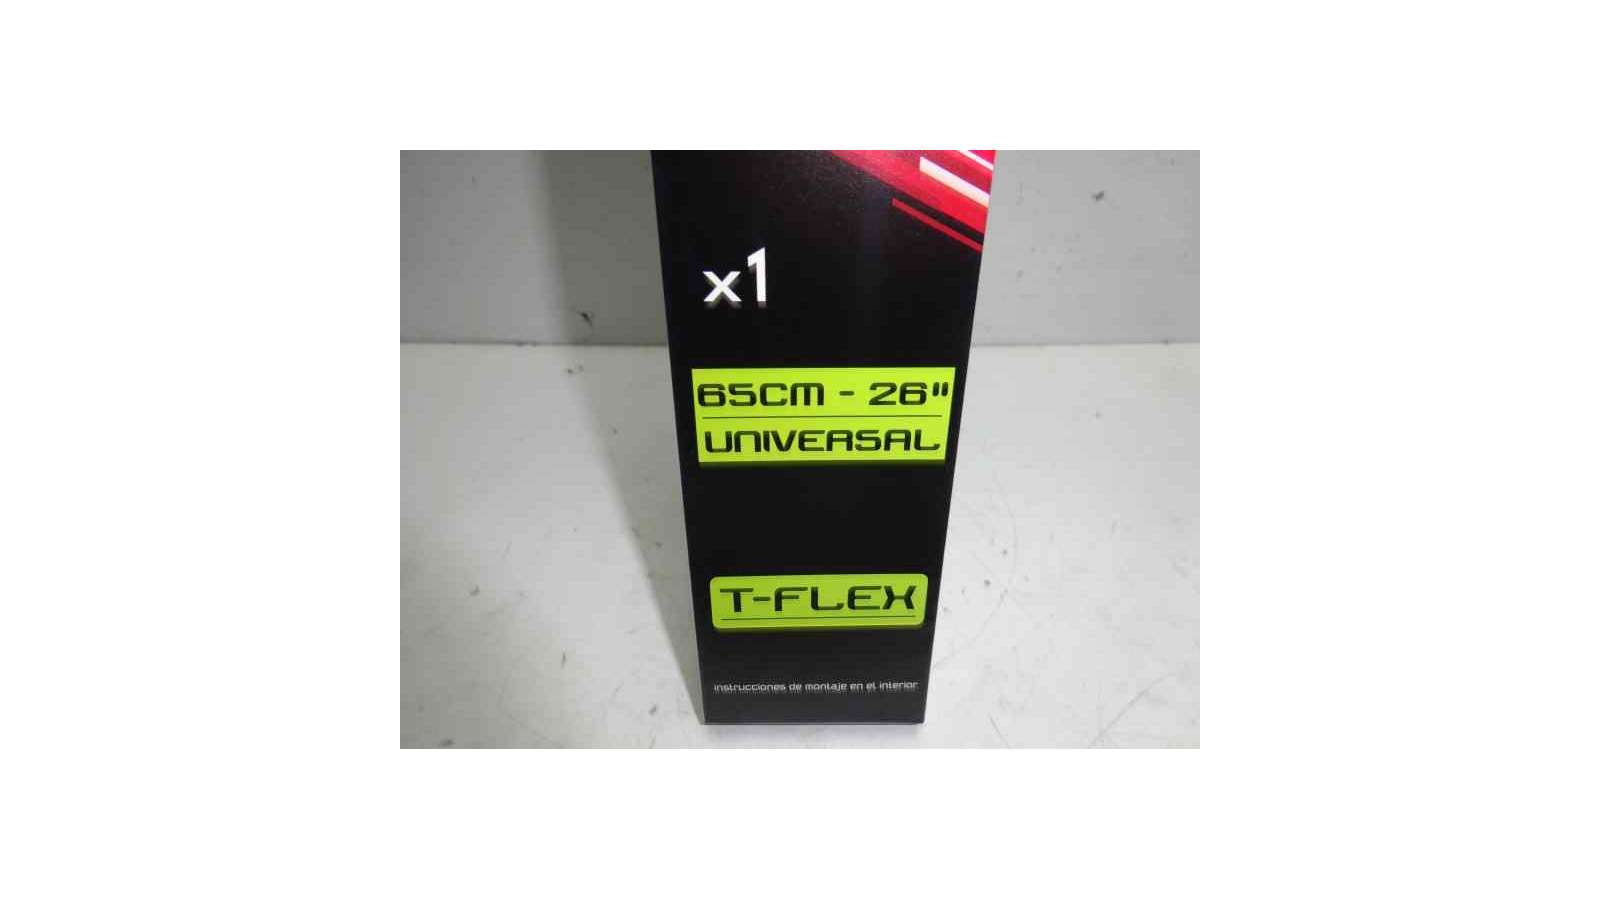 x1
65CM - 26"
UNIVERSAL
T-FLEX
instrucciones de montaje en el interior